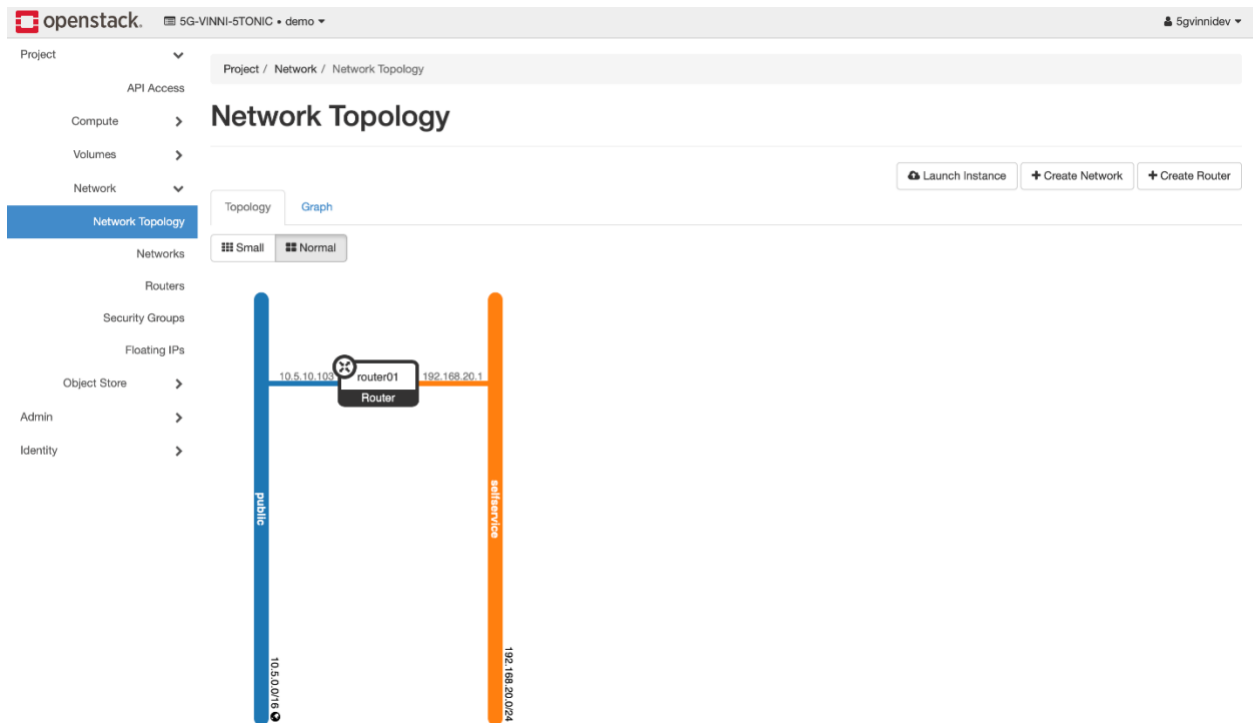 openstack. 5G-VINNI-5TONIC • demo 5gvinnidev
Project
API Access
Compute
Volumes
Network
Network Topology
Networks
Routers
Security Groups
Floating IPs
Object Store
Admin
Identity
Project / Network / Network Topology
Network Topology
Launch Instance + Create Network + Create Router
Topology Graph
Small Normal
10.5.10.103 router01 192.168.20.1
Router
public
selfservice
10.5.0.0/16
192.168.20.0/24